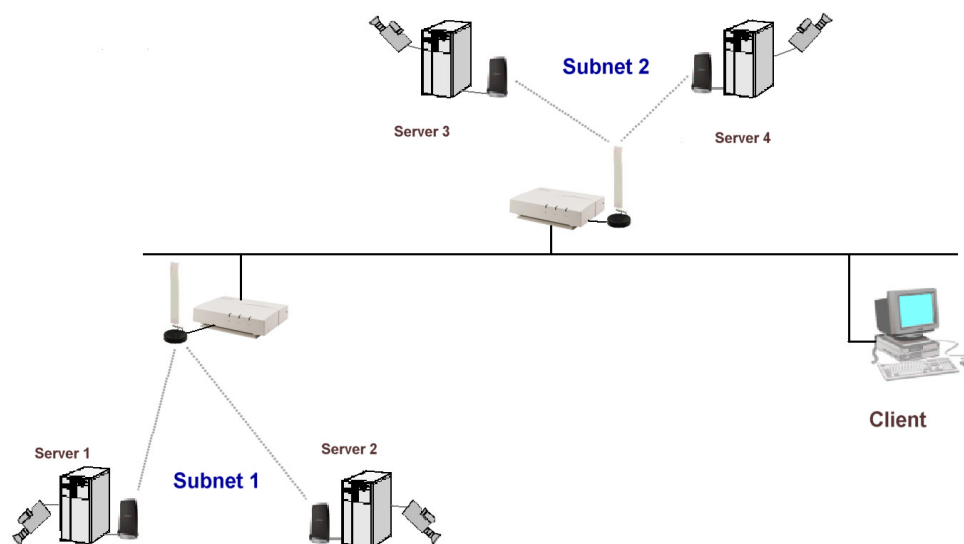 Subnet 2
Server 3
Server 4
Client
Server 1
Server 2
Subnet 1